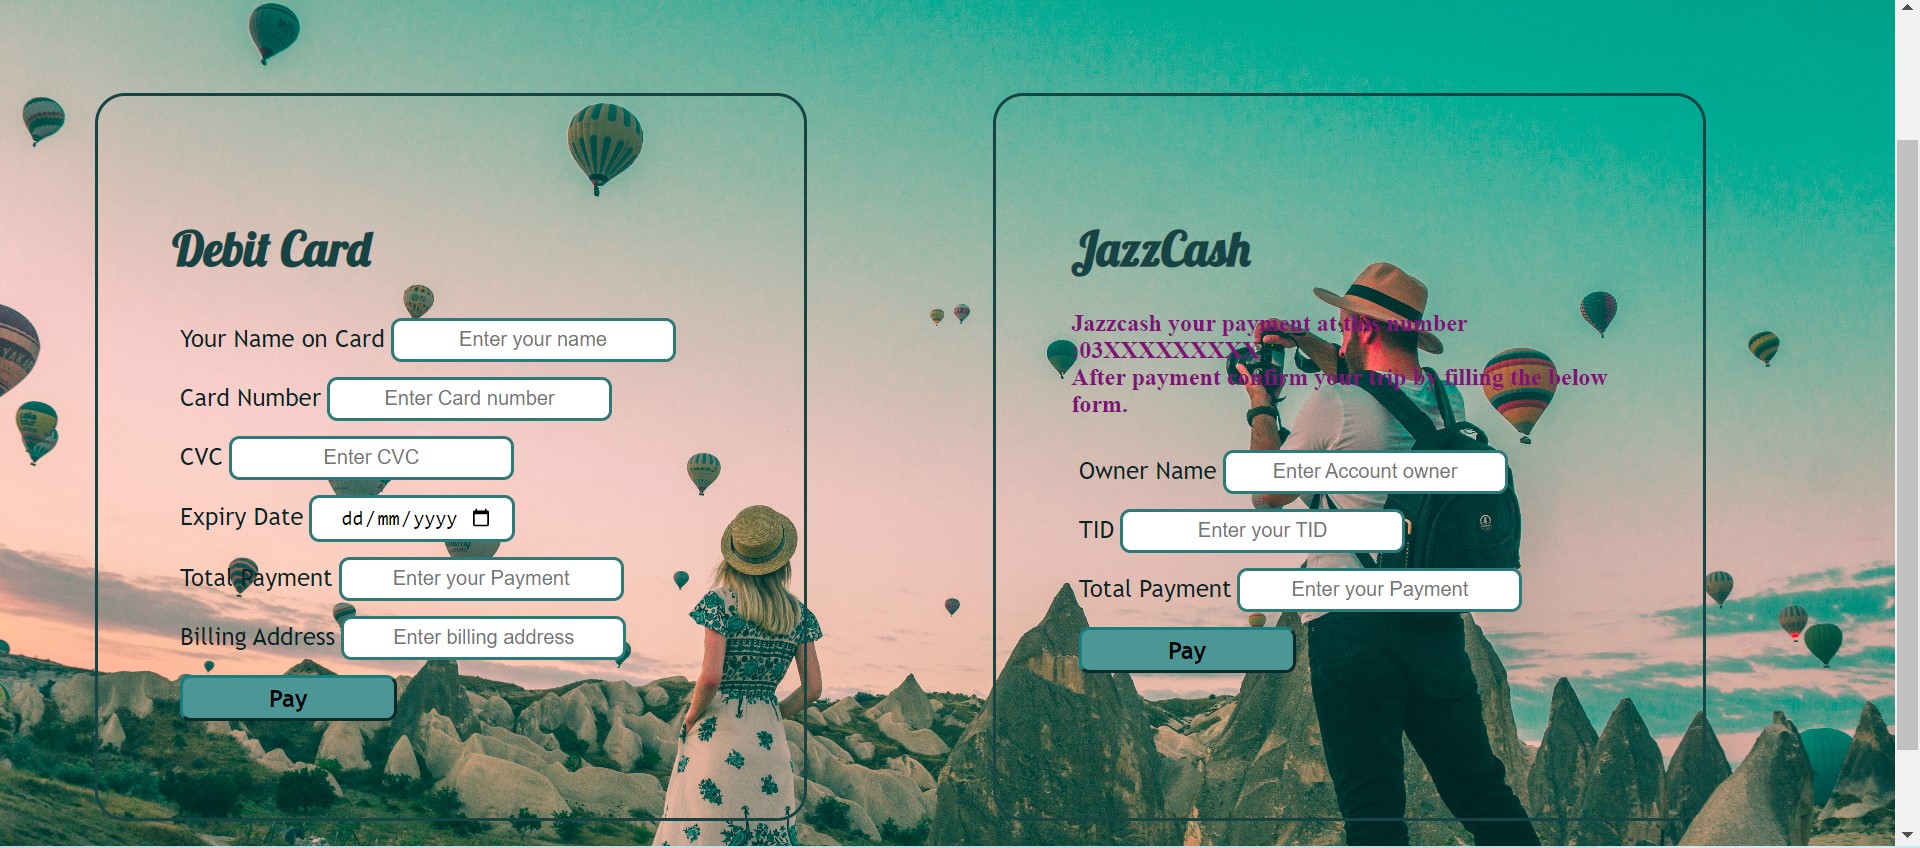 Debit Card
Your Name on Card Enter your name
Card Number Enter Card number
CVC Enter CVC
Expiry Date dd/mm/yyyy
Total Payment Enter your Payment
Billing Address Enter billing address
Pay
JazzCash
Jazzcash your payment at this number
:03XXXXXXXXX
After payment confirm your trip by filling the below
form.
Owner Name Enter Account owner
TID Enter your TID
Total Payment Enter your Payment
Pay